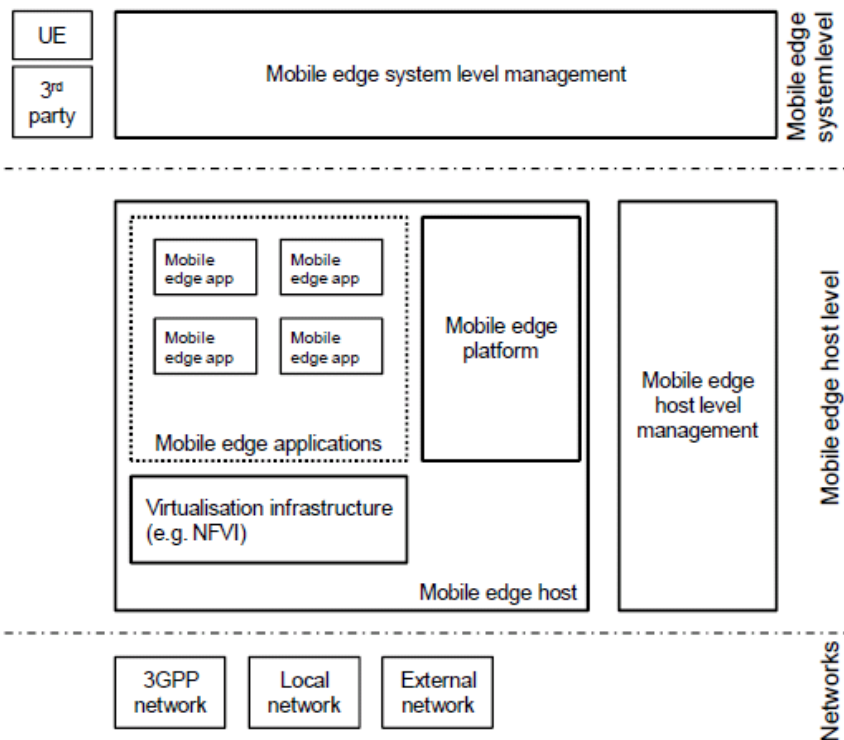 UE
3rd
party
Mobile edge system level management
Mobile edge
system level
Mobile
edge app
Mobile
edge app
Mobile
edge app
Mobile
edge app
Mobile edge applications
Mobile edge
platform
Virtualisation infrastructure
(e.g. NFVI)
Mobile edge host
Mobile edge
host level
management
Mobile edge host level
3GPP
network
Local
network
External
network
Networks